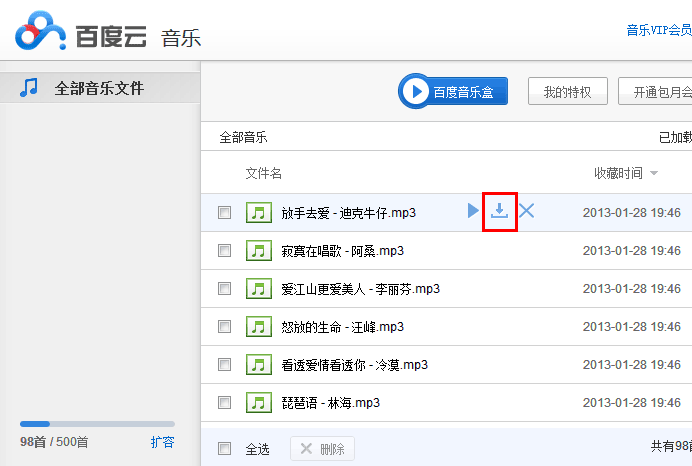 百度云 音乐
音乐VIP会员
全部音乐文件
百度音乐盒
我的特权
开通包月会
全部音乐
已加载
文件名
收藏时间
放手去爱 - 迪克牛仔.mp3
2013-01-28 19:46
寂寞在唱歌 - 阿桑.mp3
2013-01-28 19:46
爱江山更爱美人 - 李丽芬.mp3
2013-01-28 19:46
怒放的生命 - 汪峰.mp3
2013-01-28 19:46
看透爱情看透你 - 冷漠.mp3
2013-01-28 19:46
琵琶语 - 林海.mp3
2013-01-28 19:46
98首 / 500首
扩容
全选
删除
共有98首